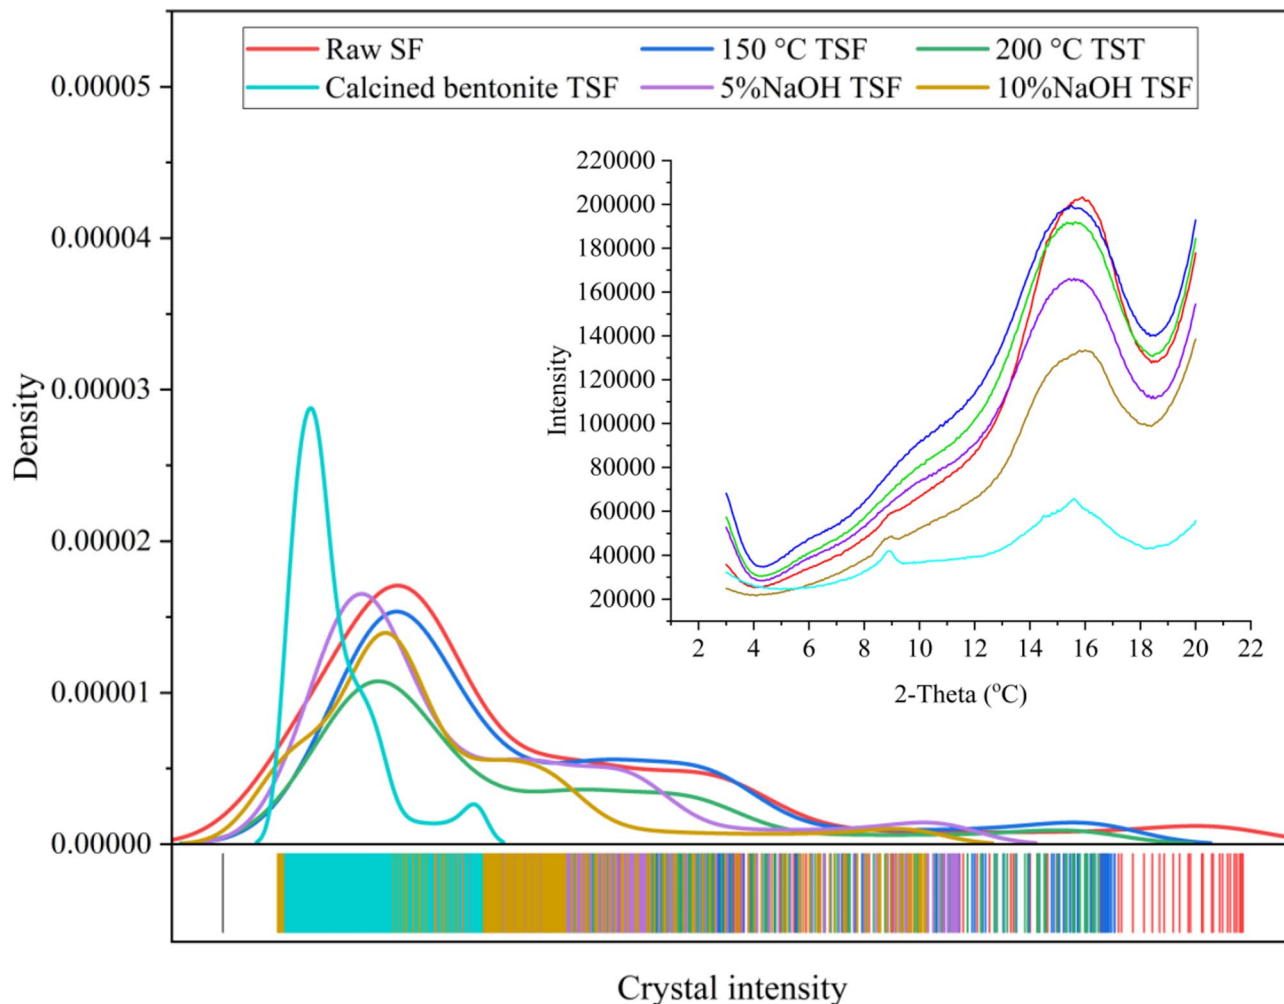 Raw SF 150 °C TSF 200 °C TST
Calcined bentonite TSF 5%NaOH TSF 10%NaOH TSF
0.00005
0.00004
0.00003
0.00002
0.00001
0.00000
Density
Crystal intensity
220000
200000
180000
160000
140000
120000
100000
80000
60000
40000
20000
Intensity
2 4 6 8 10 12 14 16 18 20 22
2-Theta (°C)